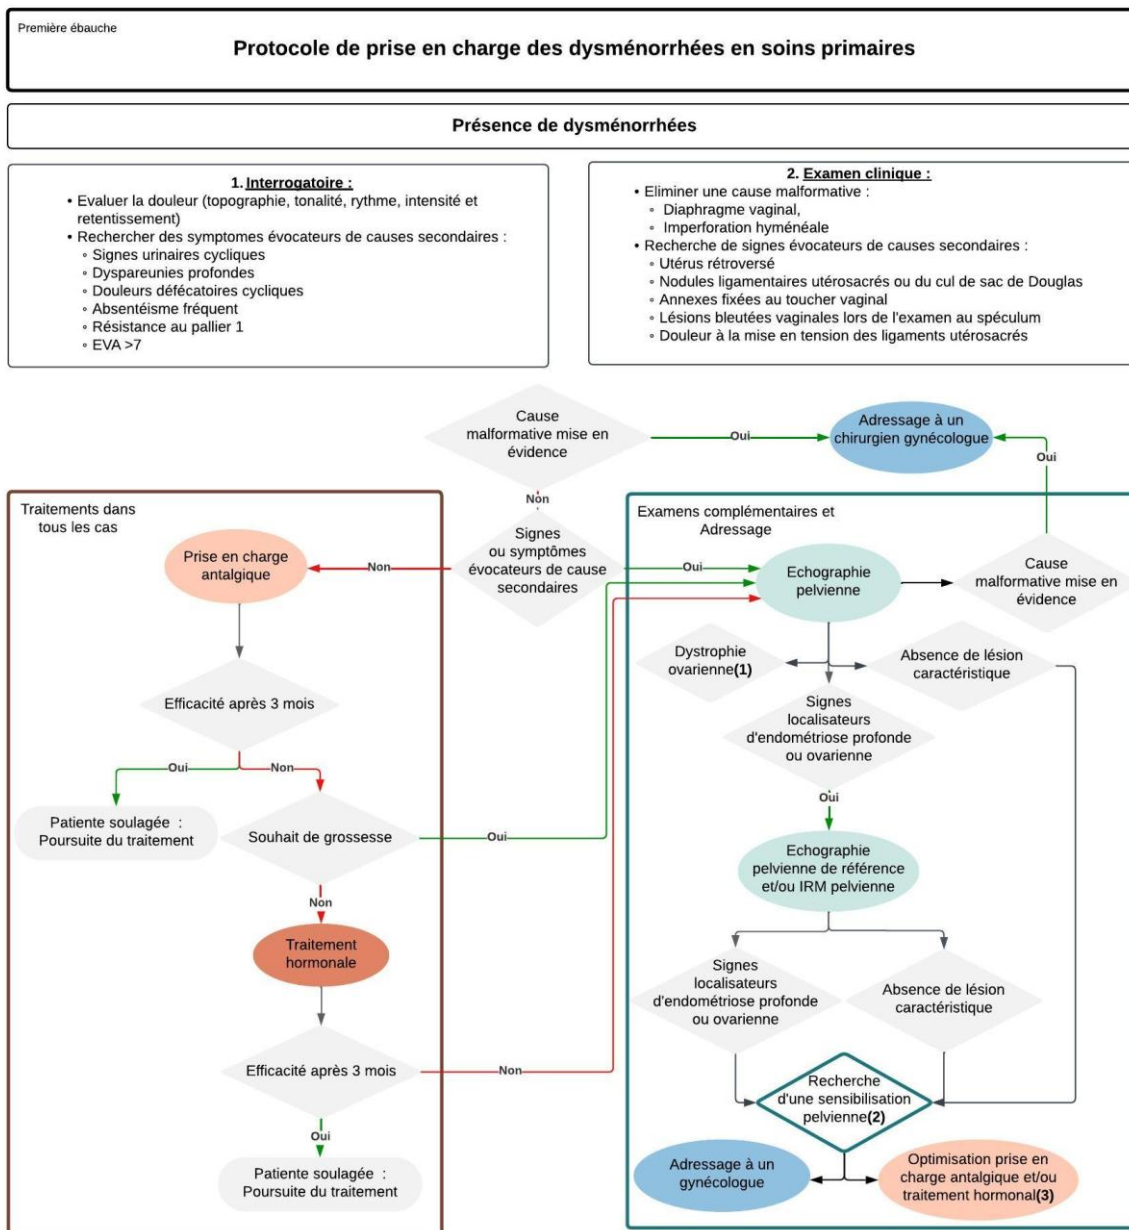 Première ébauche
Protocole de prise en charge des dysménorrhées en soins primaires
Présence de dysménorrhées
1. Interrogatoire :
• Evaluer la douleur (topographie, tonalité, rythme, intensité et
retentissement)
• Rechercher des symptomes évocateurs de causes secondaires :
◦ Signes urinaires cycliques
◦ Dyspareunies profondes
◦ Douleurs défécatoires cycliques
◦ Absentéisme fréquent
◦ Résistance au pallier 1
◦ EVA >7
2. Examen clinique :
• Eliminer une cause malformative :
◦ Diaphragme vaginal,
◦ Imperforation hyménéale
• Recherche de signes évocateurs de causes secondaires :
◦ Utérus rétroversé
◦ Nodules ligamentaires utérosacrés ou du cul de sac de Douglas
◦ Annexes fixées au toucher vaginal
◦ Lésions bleutées vaginales lors de l'examen au spéculum
◦ Douleur à la mise en tension des ligaments utérosacrés
Cause
malformative mise en
évidence
Oui
Adressage à un
chirurgien gynécologue
Oui
Non
Traitements dans
tous les cas
Prise en charge
antalgique
Non
Signes
ou symptômes
évocateurs de cause
secondaires
Oui
Examens complémentaires et
Adressage
Echographie
pelvienne
Cause
malformative mise en
évidence
Dystrophie
ovarienne(1)
Absence de lésion
caractéristique
Efficacité après 3 mois
Signes
localisateurs
d'endométriose profonde
ou ovarienne
Oui
Non
Oui
Patiente soulagée :
Poursuite du traitement
Souhait de grossesse
Oui
Echographie
pelvienne de référence
et/ou IRM pelvienne
Non
Traitement
hormonale
Signes
localisateurs
d'endométriose profonde
ou ovarienne
Absence de lésion
caractéristique
Efficacité après 3 mois
Non
Recherche
d'une sensibilisation
pelvienne(2)
Oui
Patiente soulagée :
Poursuite du traitement
Adressage à un
gynécologue
Optimisation prise en
charge antalgique et/ou
traitement hormonal(3)